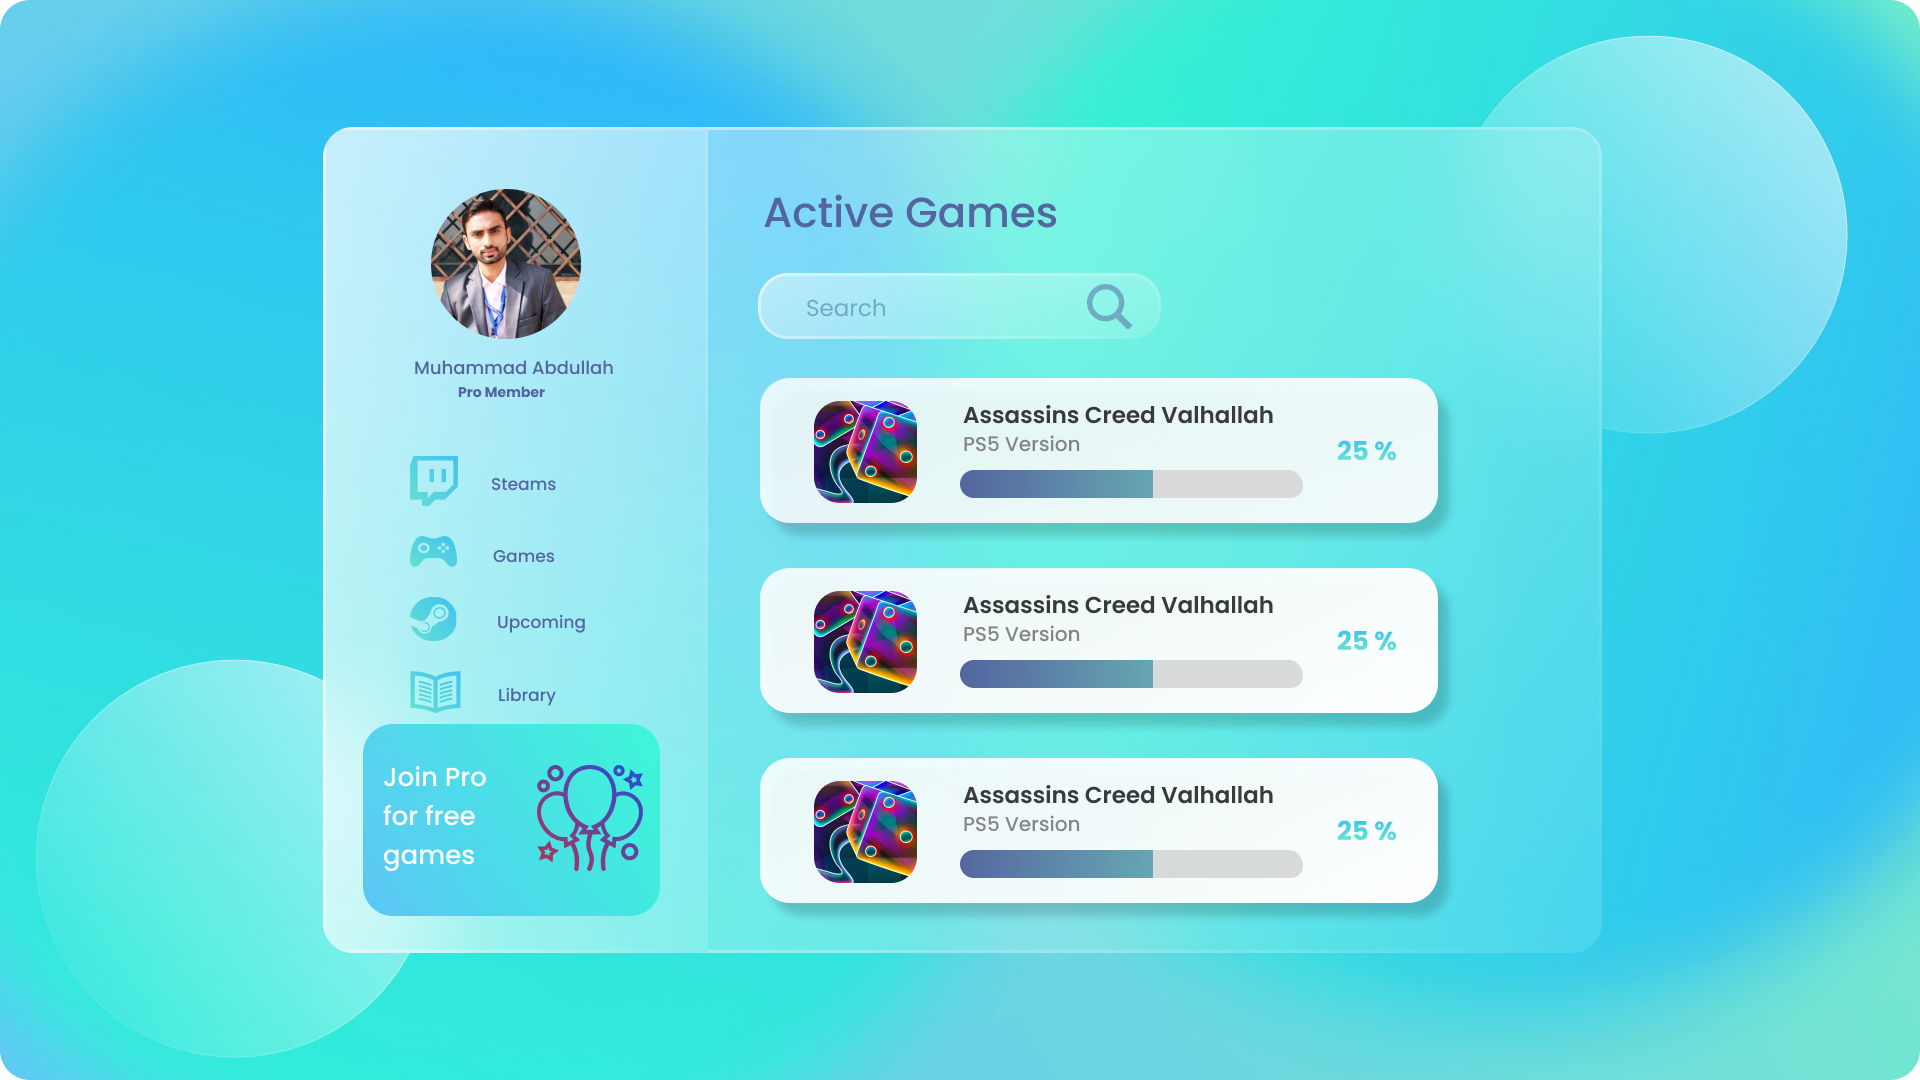 Muhammad Abdullah
Pro Member
Steams
Games
Upcoming
Library
Join Pro
for free
games
Active Games
Search
Assassins Creed Valhallah
PS5 Version
25 %
Assassins Creed Valhallah
PS5 Version
25 %
Assassins Creed Valhallah
PS5 Version
25 %